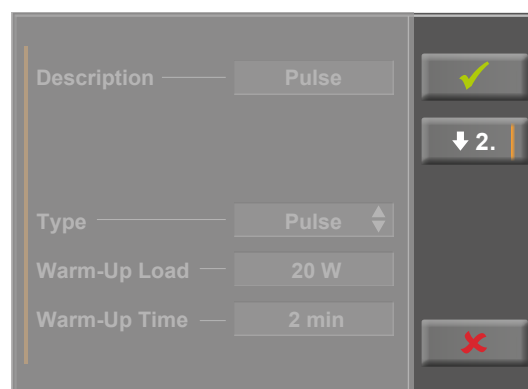 Description Pulse
2.
Type Pulse
Warm-Up Load 20 W
Warm-Up Time 2 min